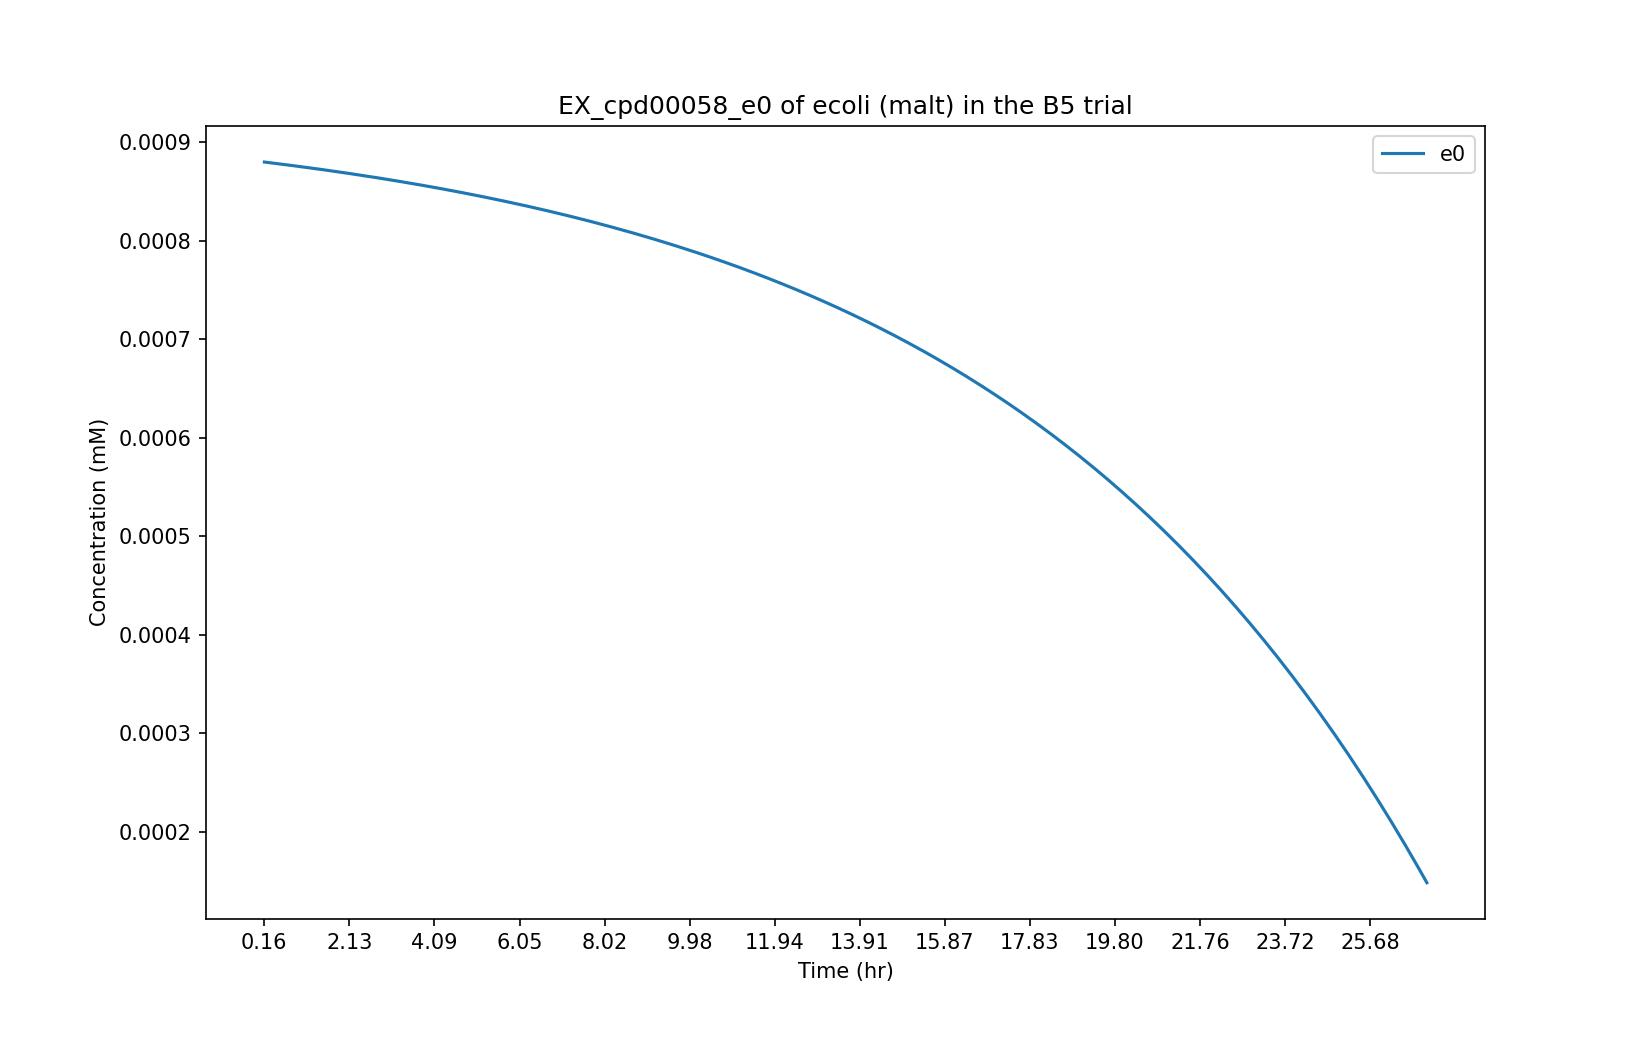 EX_cpd00058_e0 of ecoli (malt) in the B5 trial
e0
0.0009
0.0008
0.0007
0.0006
0.0005
0.0004
0.0003
0.0002
Concentration (mM)
0.16 2.13 4.09 6.05 8.02 9.98 11.94 13.91 15.87 17.83 19.80 21.76 23.72 25.68
Time (hr)